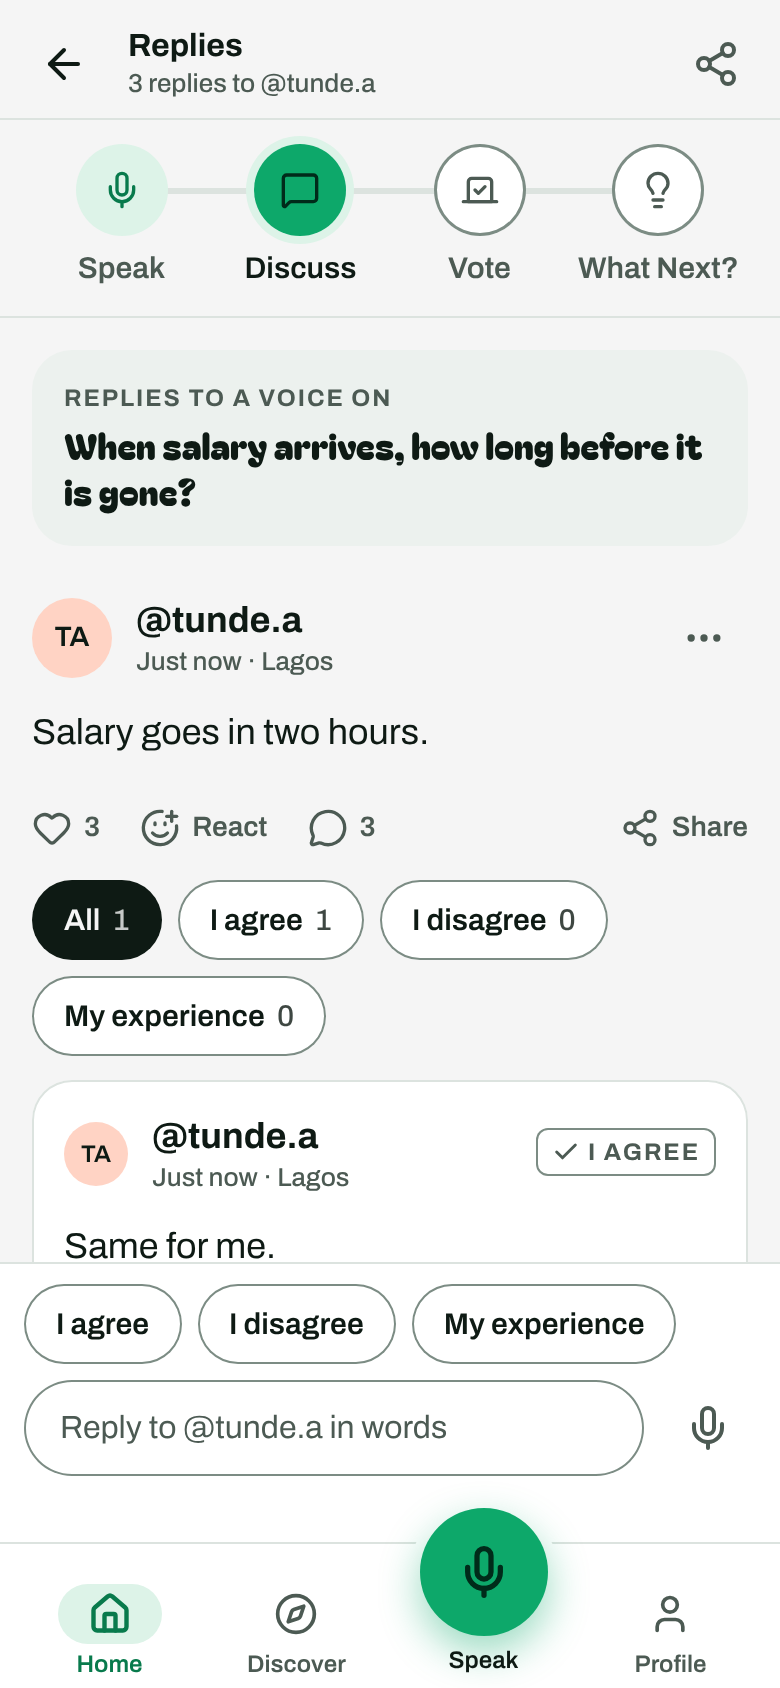 Replies
3 replies to @tunde.a
Speak
Discuss
Vote
What Next?
REPLIES TO A VOICE ON
When salary arrives, how long before it
is gone?
TA
@tunde.a
Just now · Lagos
Salary goes in two hours.
3
React
3
Share
All 1
I agree 1
I disagree 0
My experience 0
TA
@tunde.a
Just now · Lagos
I AGREE
Same for me.
I agree
I disagree
My experience
Reply to @tunde.a in words
Home
Discover
Speak
Profile